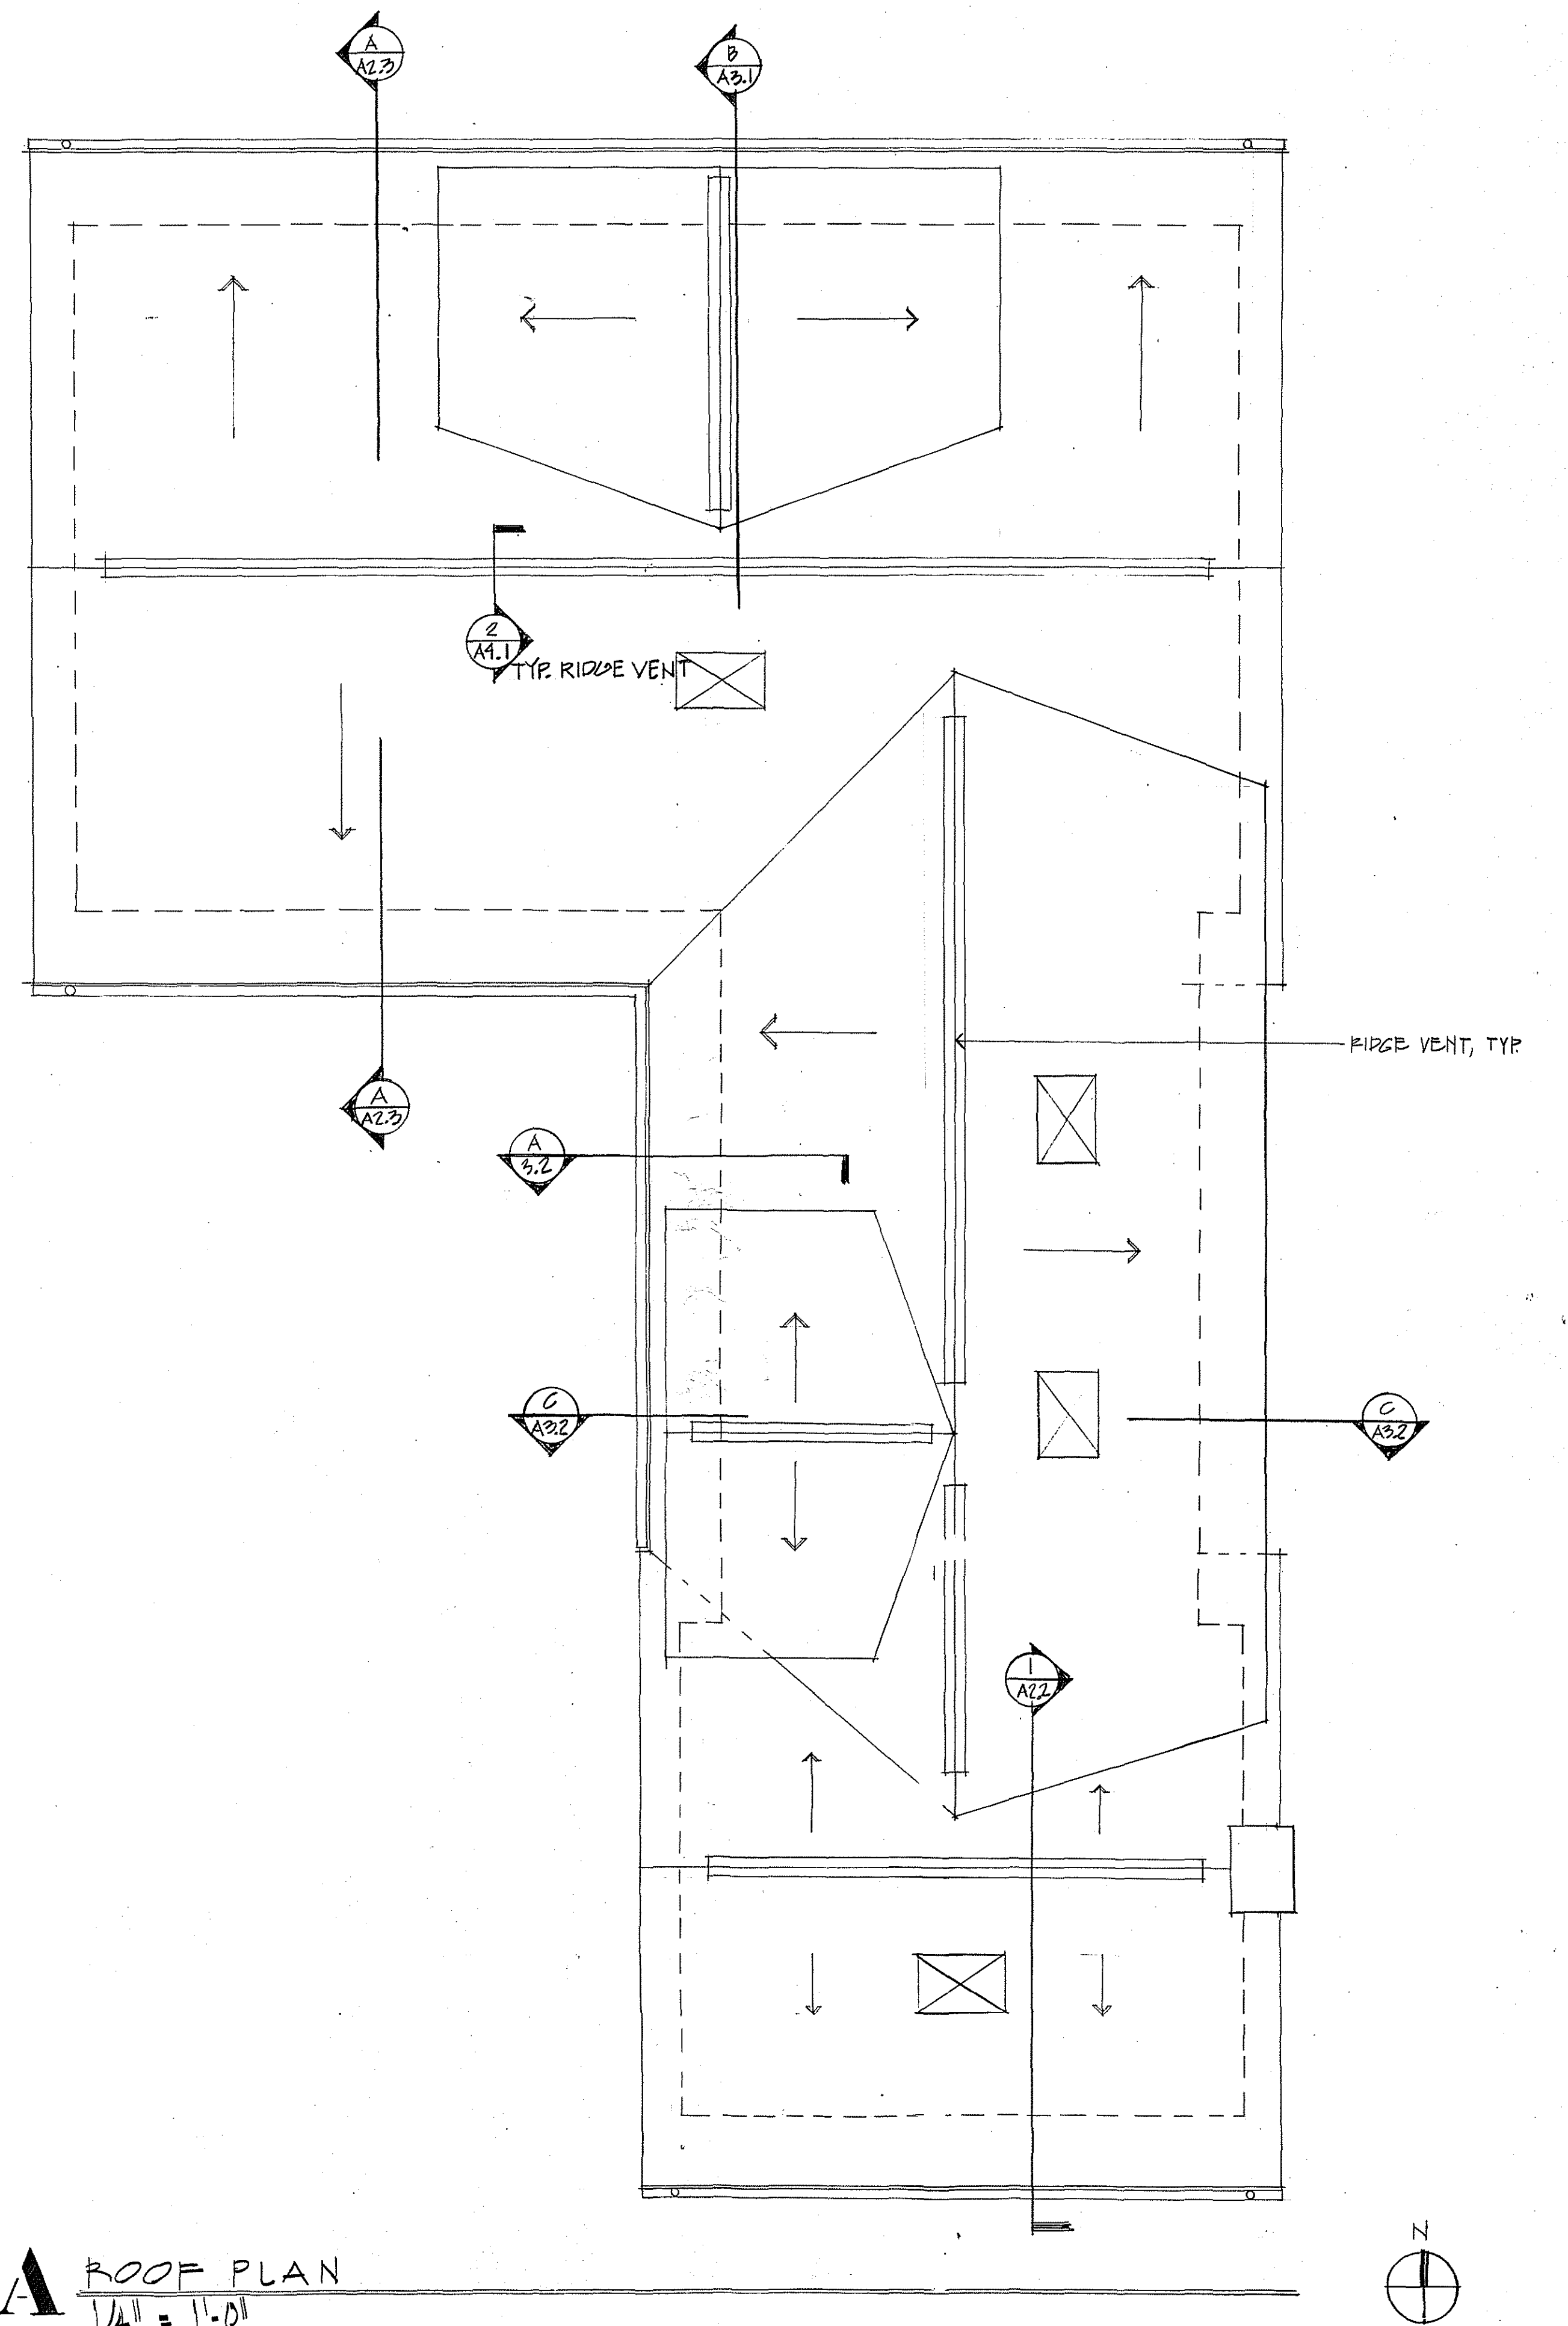 A
A2.3
B
A3.1
2
A4.1
TYP. RIDGE VENT
RIDGE VENT, TYP.
A
A2.3
A
3.2
C
A3.2
C
A3.2
1
A2.2
N
A
ROOF PLAN
1/4" = 1'-0"